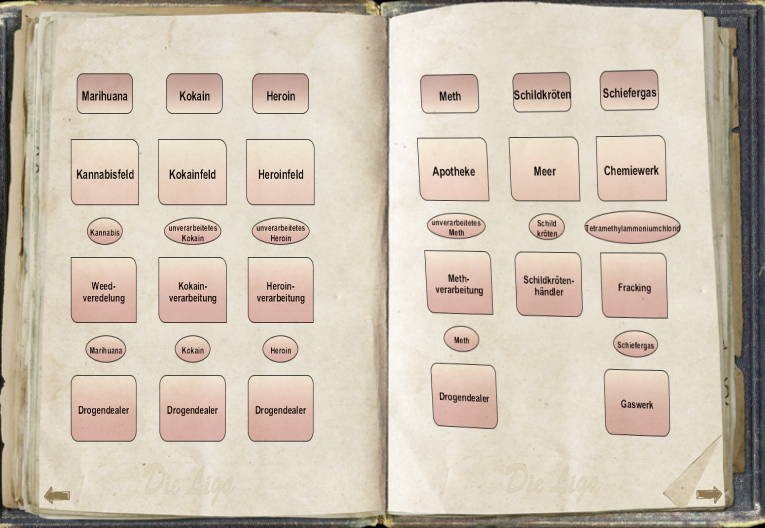 Marihuana
Kokain
Heroin
Kannabisfeld
Kokainfeld
Heroinfeld
Kannabis
unverarbeitetes
Kokain
unverarbeitetes
Heroin
Weed-
veredelung
Kokain-
verarbeitung
Heroin-
verarbeitung
Marihuana
Kokain
Heroin
Drogendealer
Drogendealer
Drogendealer
Die Liga
Meth
Schildkröten
Schiefergas
Apotheke
Meer
Chemiewerk
unverarbeitetes
Meth
Schild
kröten
Tetramethylammoniumchlorid
Meth-
verarbeitung
Schildkröten-
händler
Fracking
Meth
Schiefergas
Drogendealer
Gaswerk
Die Liga